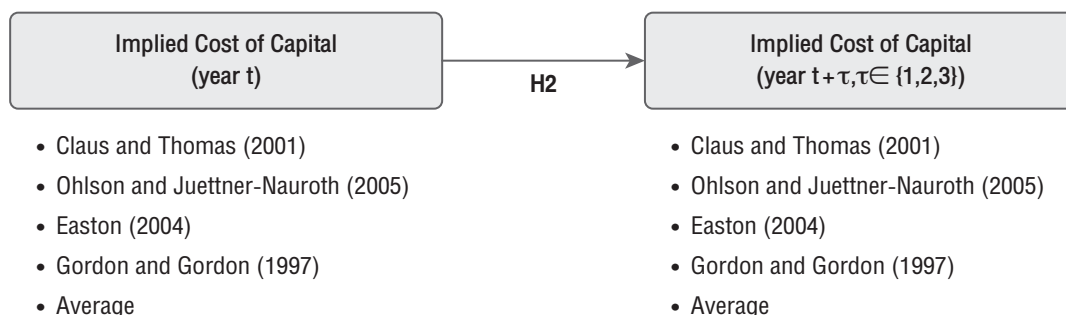 Implied Cost of Capital
(year t)
H2
Implied Cost of Capital
(year t+τ,τ∈ {1,2,3})
• Claus and Thomas (2001)
• Ohlson and Juettner-Nauroth (2005)
• Easton (2004)
• Gordon and Gordon (1997)
• Average
• Claus and Thomas (2001)
• Ohlson and Juettner-Nauroth (2005)
• Easton (2004)
• Gordon and Gordon (1997)
• Average